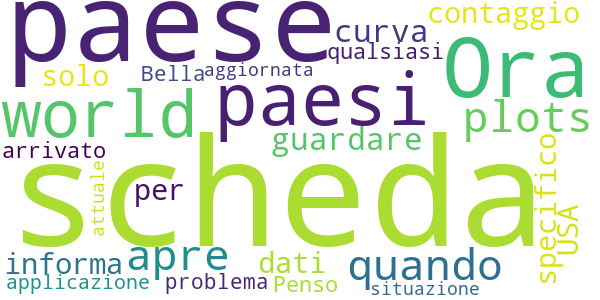 paese
contaggio
curva
qualsiasi
solo
Bella
aggiornata
Ora
world
paesi
plots
guardare
arrivato
scheda
per
attuale
specifico
USA
informa
apre
dati
quando
applicazione
problema
Penso
situazione